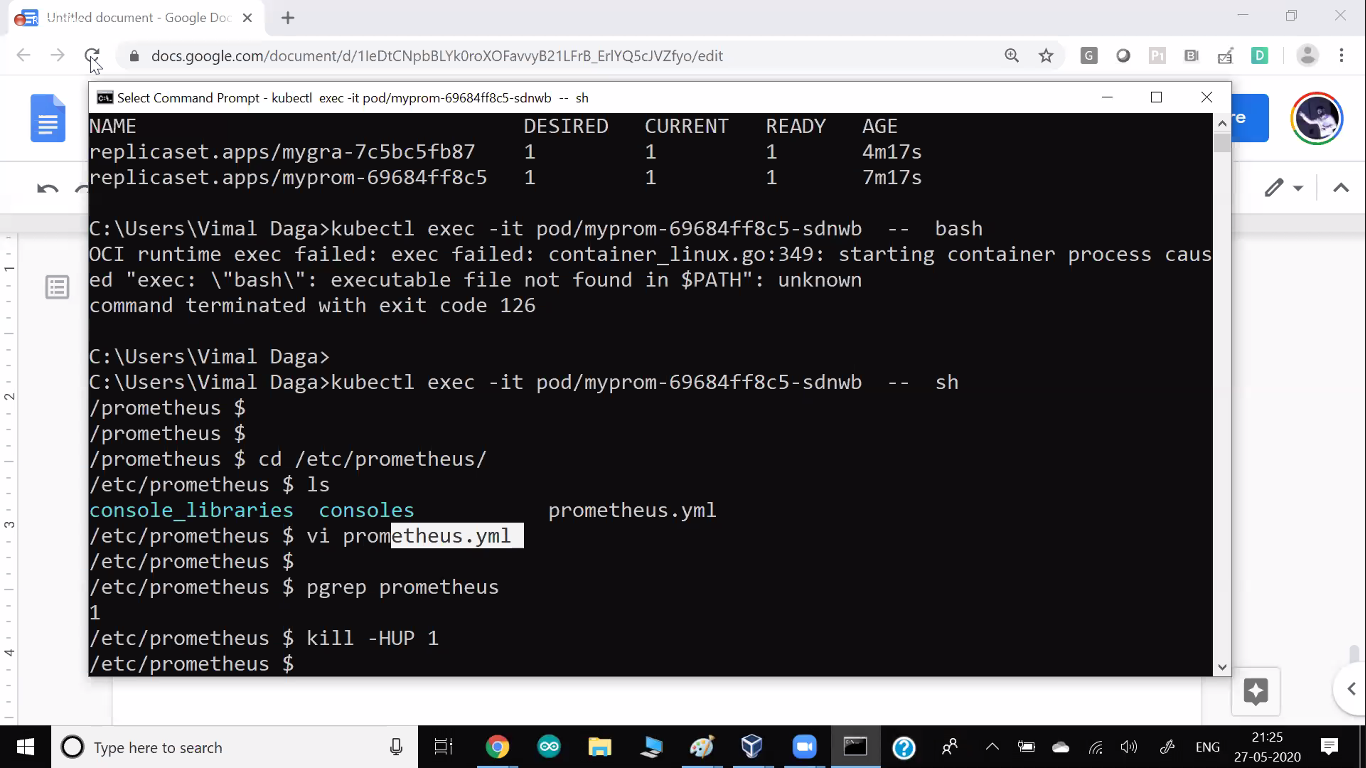 Untitled document - Google Doc
docs.google.com/document/d/1IeDtCNpbBLYk0roXOFavvyB21LFrB_ErlYQ5cJVZfyo/edit
Select Command Prompt - kubectl exec -it pod/myprom-69684ff8c5-sdnwb -- sh
re
NAME DESIRED CURRENT READY AGE
replicaset.apps/mygra-7c5bc5fb87 1 1 1 4m17s
replicaset.apps/myprom-69684ff8c5 1 1 1 7m17s
C:\Users\Vimal Daga>kubectl exec -it pod/myprom-69684ff8c5-sdnwb -- bash
OCI runtime exec failed: exec failed: container_linux.go:349: starting container process caus
ed "exec: \"bash\": executable file not found in $PATH": unknown
command terminated with exit code 126
C:\Users\Vimal Daga>
C:\Users\Vimal Daga>kubectl exec -it pod/myprom-69684ff8c5-sdnwb -- sh
/prometheus $
/prometheus $
/prometheus $ cd /etc/prometheus/
/etc/prometheus $ ls
console_libraries consoles prometheus.yml
/etc/prometheus $ vi prometheus.yml
/etc/prometheus $
/etc/prometheus $ pgrep prometheus
1
/etc/prometheus $ kill -HUP 1
/etc/prometheus $
1
2
3
4
Type here to search
ENG
21:25
27-05-2020